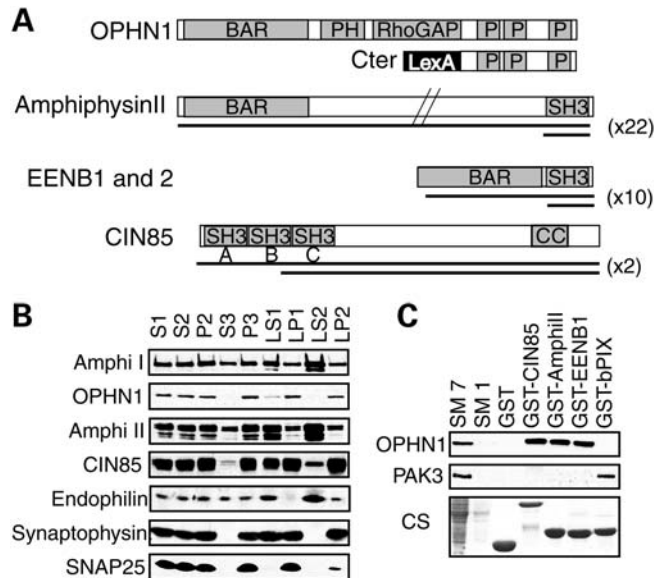 A
OPHN1 BAR PH RhoGAP P P P
Cter LexA P P P
AmphiphysinII BAR SH3
(x22)
EENB1 and 2 BAR SH3
(x10)
CIN85 SH3 SH3 SH3 CC
A B C
(x2)
B
S1 S2 P2 S3 P3 LS1 LP1 LS2 LP2
Amphi I
OPHN1
Amphi II
CIN85
Endophilin
Synaptophysin
SNAP25
C
SM 7 SM 1 GST GST-CIN85 GST-AmphiII GST-EENB1 GST-bPIX
OPHN1
PAK3
CS